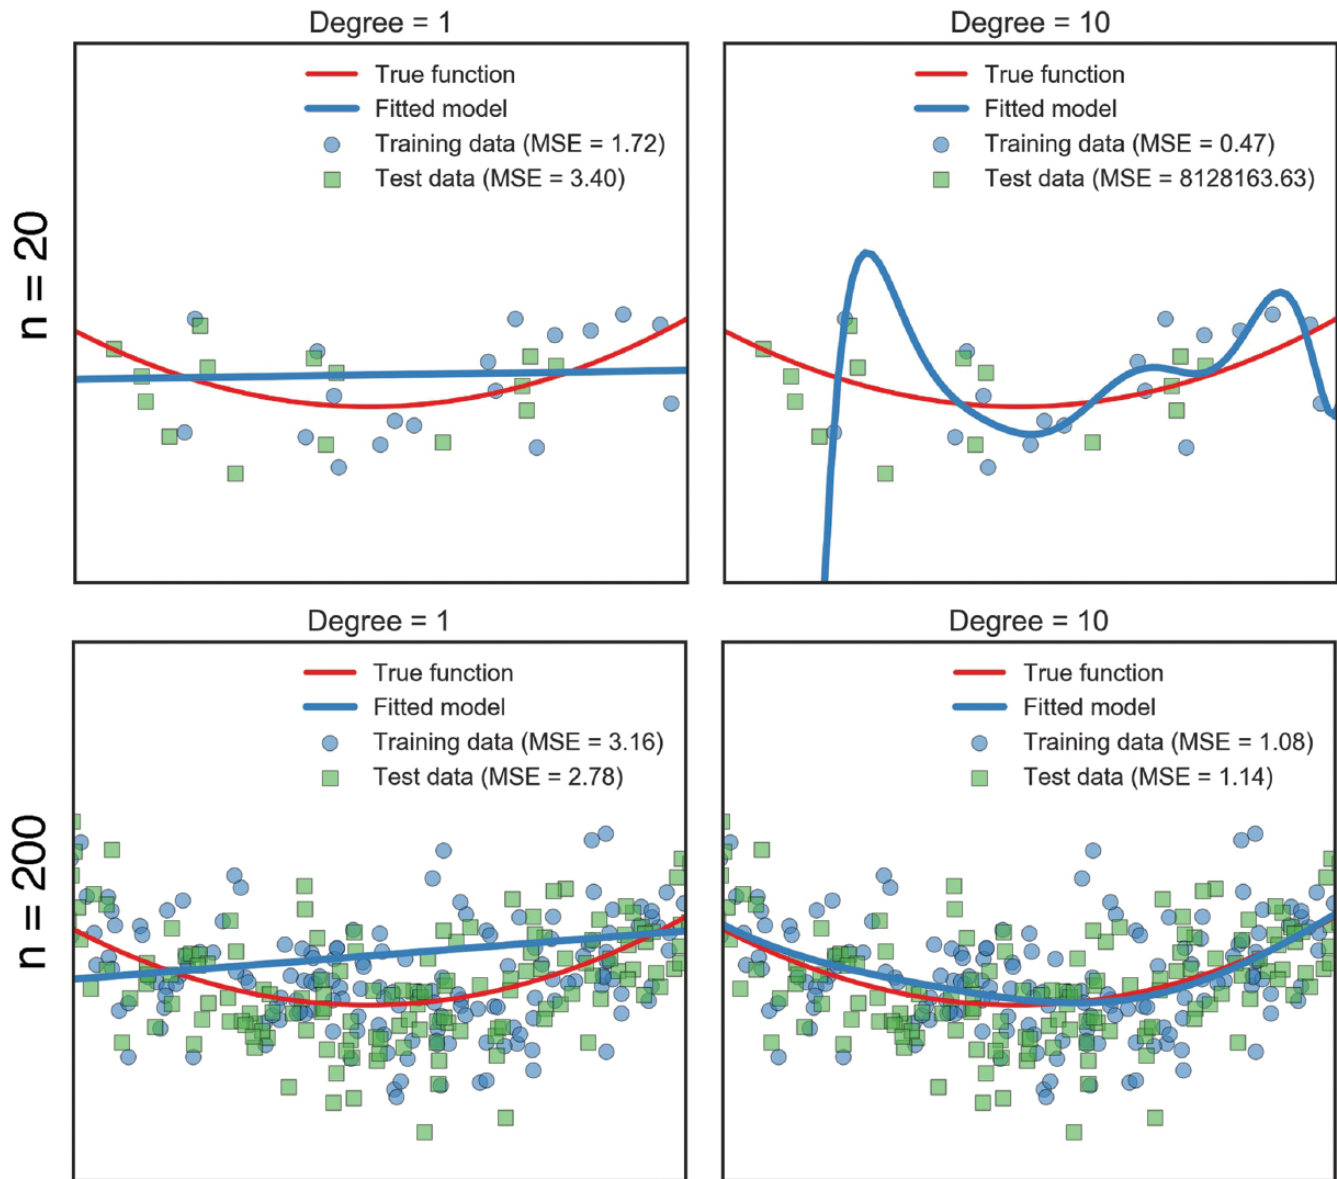 Degree = 1
True function
Fitted model
Training data (MSE = 1.72)
Test data (MSE = 3.40)
Degree = 10
True function
Fitted model
Training data (MSE = 0.47)
Test data (MSE = 8128163.63)
n = 20
Degree = 1
True function
Fitted model
Training data (MSE = 3.16)
Test data (MSE = 2.78)
Degree = 10
True function
Fitted model
Training data (MSE = 1.08)
Test data (MSE = 1.14)
n = 200